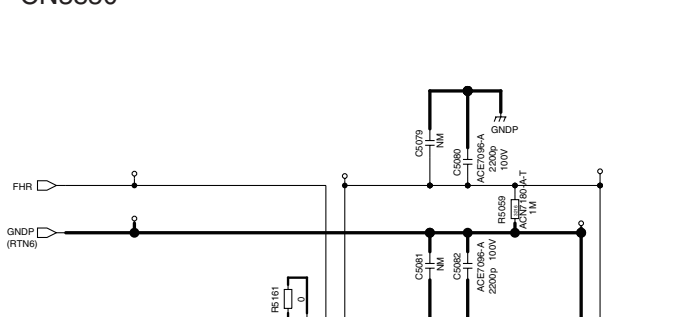 C5079
NM
C5080
ACE7096-A
2200p
100V
GNDP
FHR
R5059
ACN7180-A-T
1M
GNDP
(RTN6)
C5081
NM
C5082
ACE7096-A
2200p 100V
R5161
0